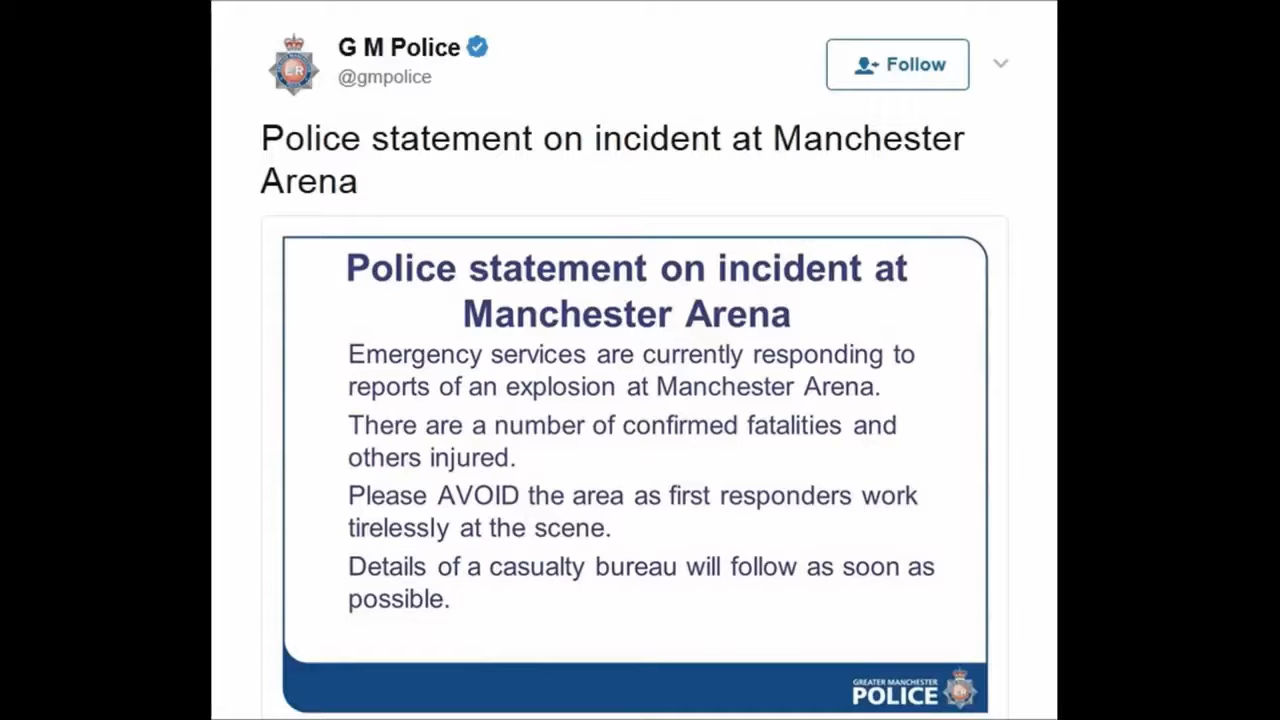 G M Police
@gmpolice
Follow
Police statement on incident at Manchester
Arena
Police statement on incident at
Manchester Arena
Emergency services are currently responding to
reports of an explosion at Manchester Arena.
There are a number of confirmed fatalities and
others injured.
Please AVOID the area as first responders work
tirelessly at the scene.
Details of a casualty bureau will follow as soon as
possible.
GREATER MANCHESTER
POLICE